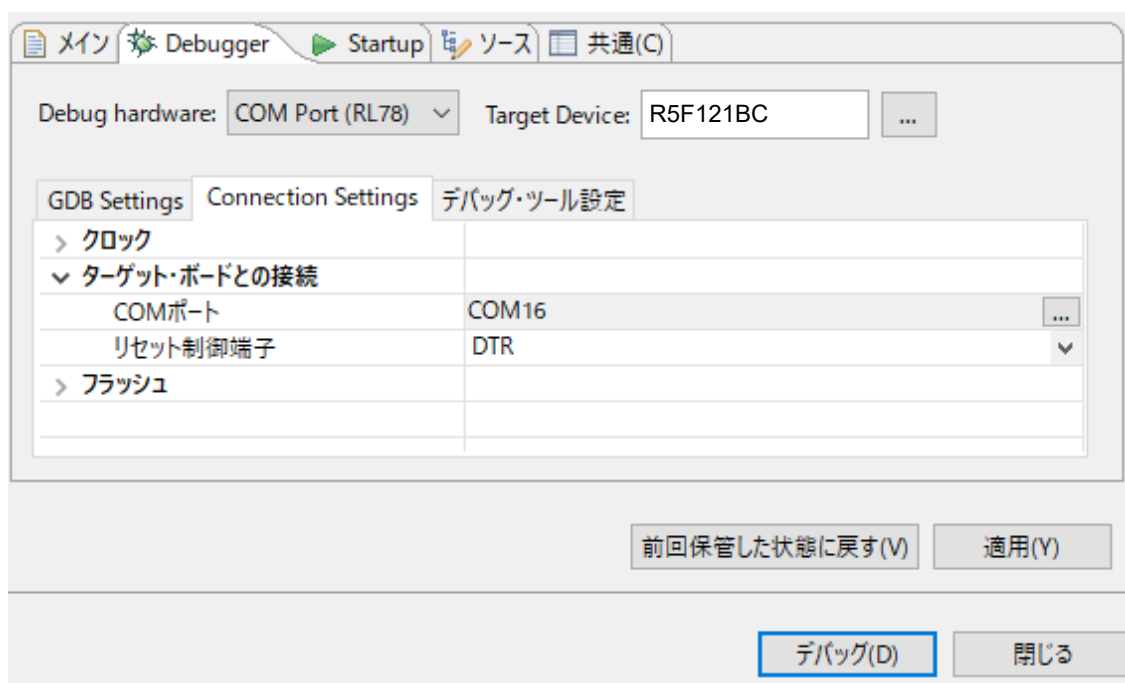 メイン Debugger Startup ソース 共通(C)
Debug hardware: COM Port (RL78) Target Device: R5F121BC ...
GDB Settings Connection Settings デバッグ・ツール設定
クロック
ターゲット・ボードとの接続
COMポート COM16 ...
リセット制御端子 DTR
フラッシュ
前回保管した状態に戻す(V) 適用(Y)
デバッグ(D) 閉じる